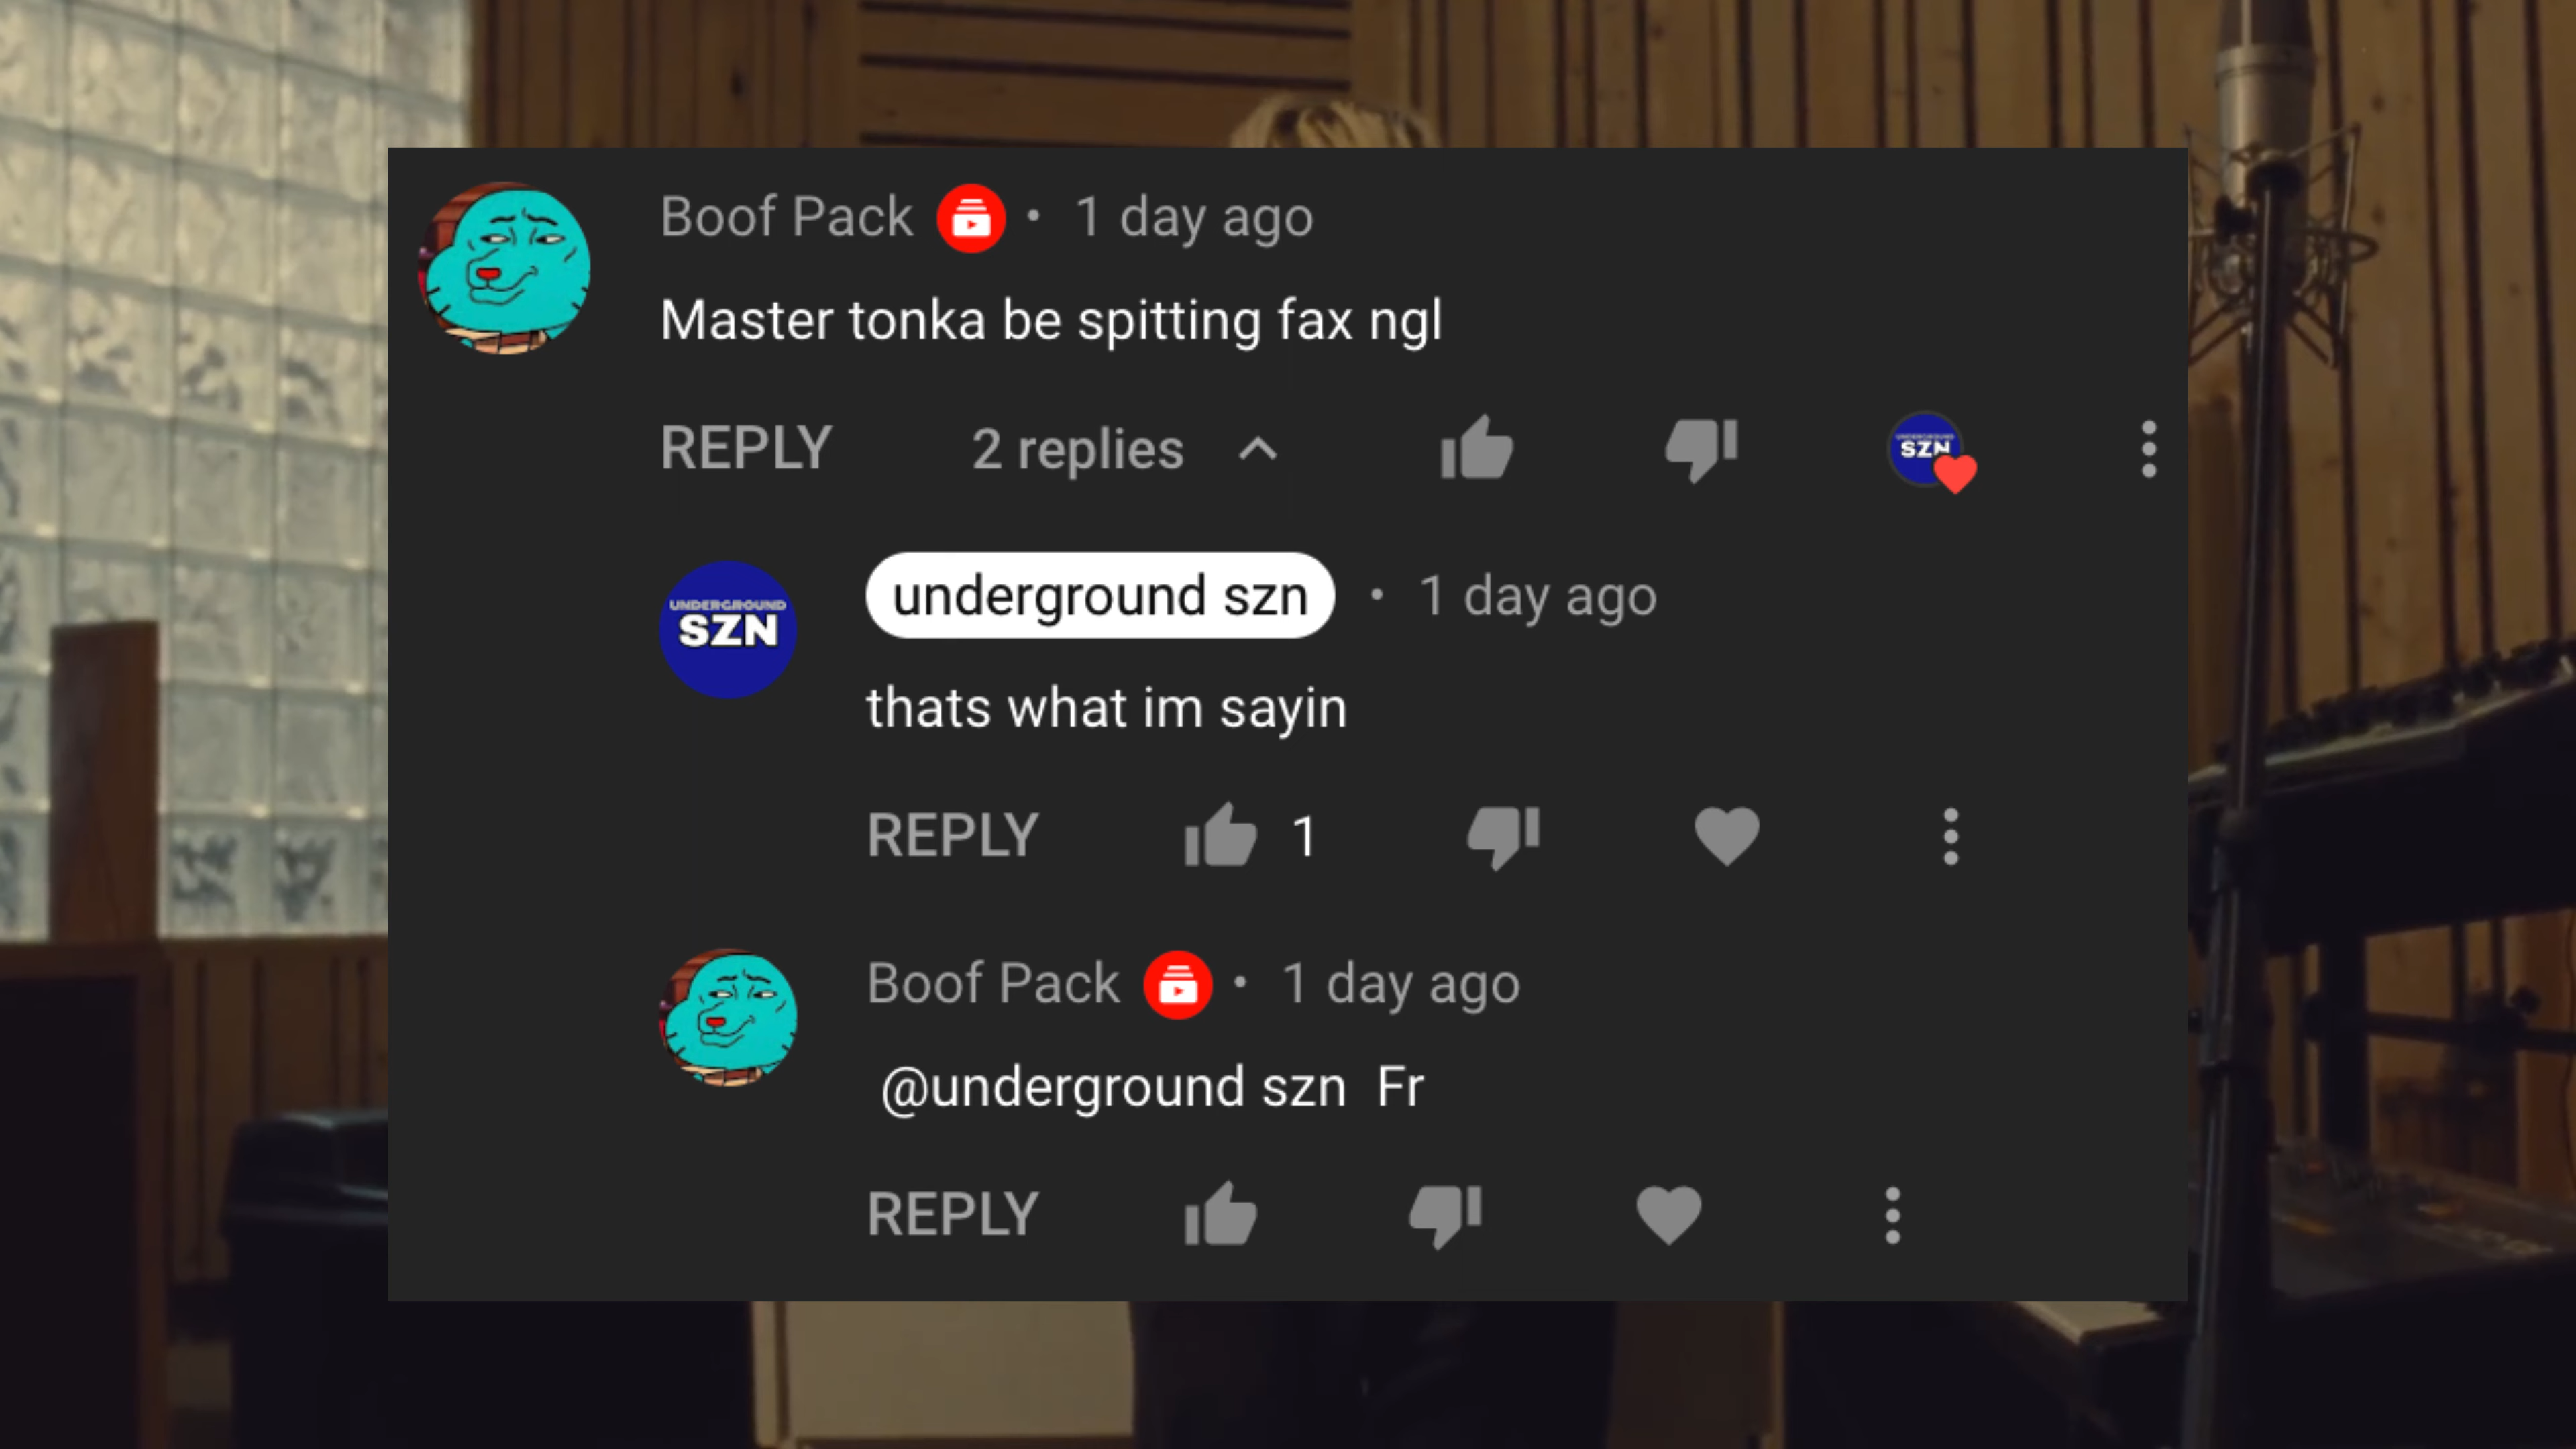 Boof Pack • 1 day ago
Master tonka be spitting fax ngl
REPLY 2 replies
UNDERGROUND
SZN
UNDERGROUND
SZN
underground szn • 1 day ago
thats what im sayin
REPLY 1
Boof Pack • 1 day ago
@underground szn Fr
REPLY